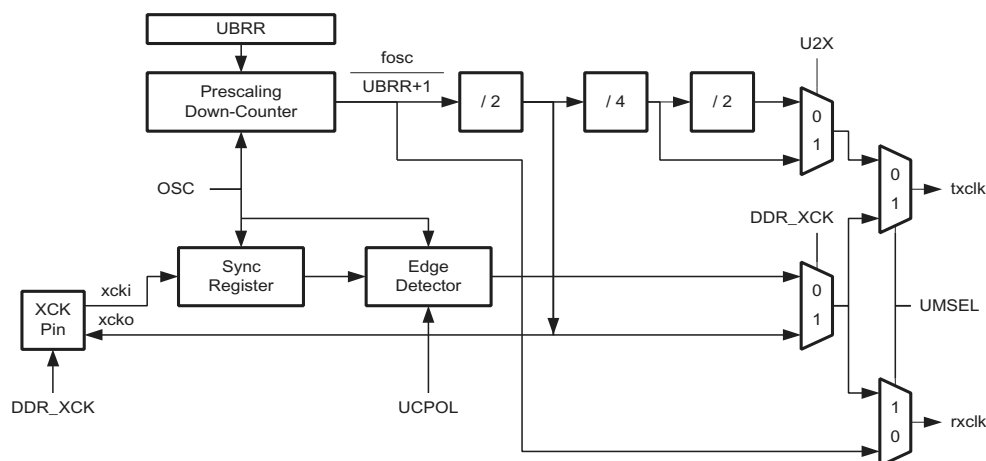 UBRR
U2X
fosc
UBRR+1
Prescaling
Down-Counter
/ 2
/ 4
/ 2
0
1
OSC
0
1
txclk
DDR_XCK
Sync
Register
Edge
Detector
xcki
0
1
XCK
Pin
xcko
UMSEL
DDR_XCK
UCPOL
1
0
rxclk